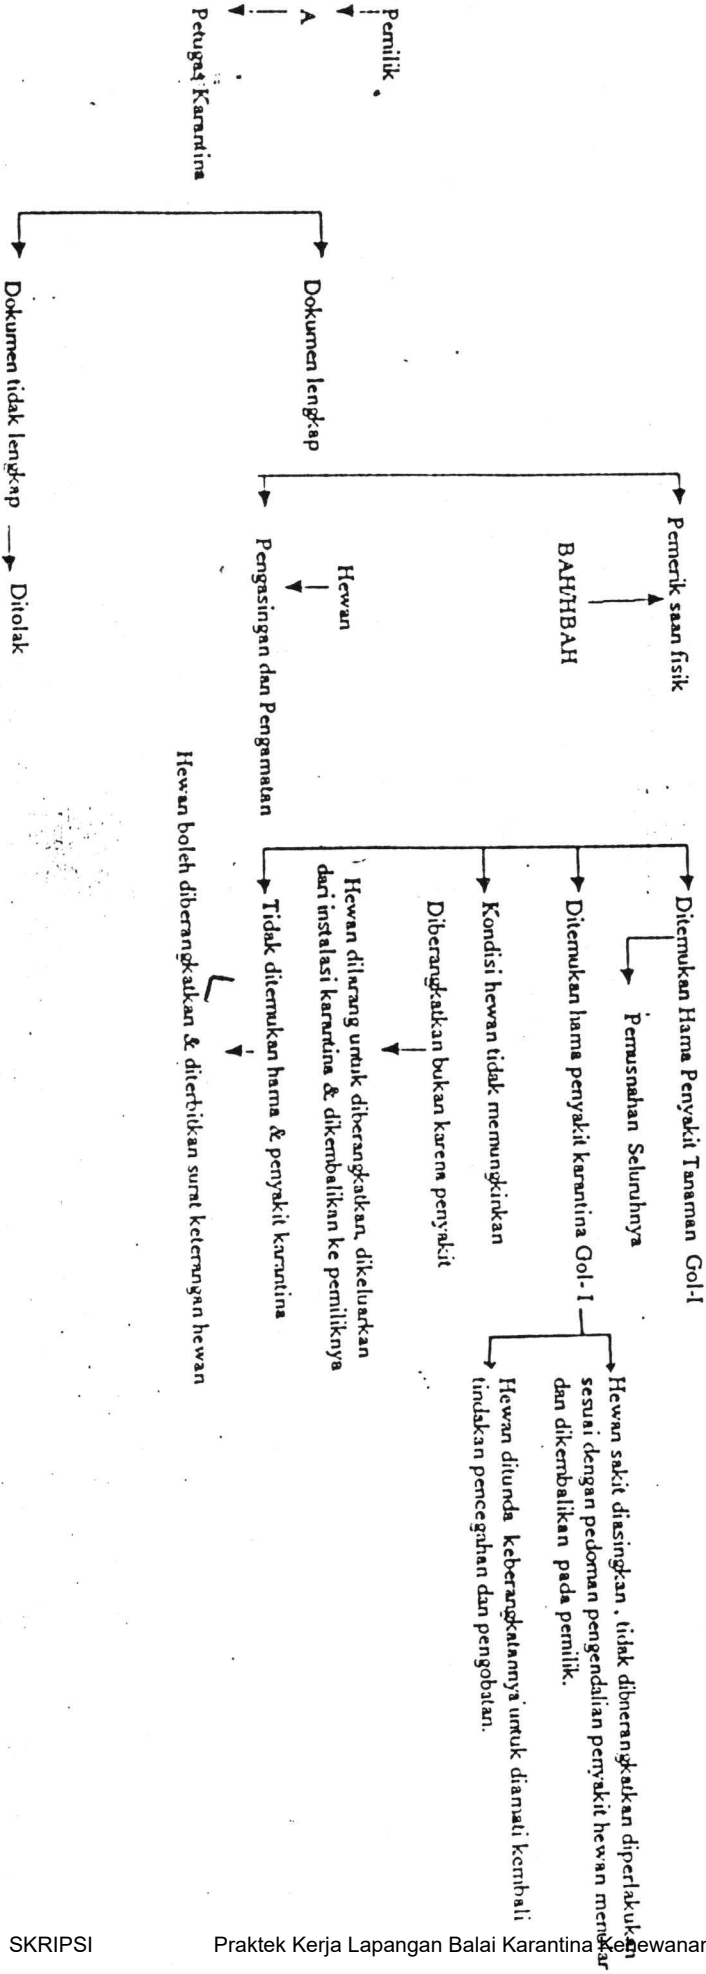 Pemilik
A
Petugas Karantina
Dokumen lengkap
Dokumen tidak lengkap
Ditolak
Pemerik saan fisik
BAH/HBAH
Hewan
Pengasingan dan Pengamatan
Ditemukan Hama Penyakit Tanaman Gol-I
Pemusnahan Seluruhnya
Ditemukan hama penyakit karantina Gol-I
Hewan sakit diasingkan, tidak dibnerangkatkan diperlakukan
sesuai dengan pedoman pengendalian penyakit hewan menular
dan dikembalikan pada pemilik.
Hewan ditunda keberangkatannya untuk diamati kembali
tindakan pencegahan dan pengobatan.
Kondisi hewan tidak memungkinkan
Diberangkatkan bukan karena penyakit
Hewan dilarang untuk diberangkatkan, dikeluarkan
dari instalasi karantina & dikembalikan ke pemiliknya
Tidak ditemukan hama & penyakit karantina
Hewan boleh diberangkatkan & diterbitkan surat keterangan hewan
SKRIPSI
Praktek Kerja Lapangan Balai Karantina Kehewanan